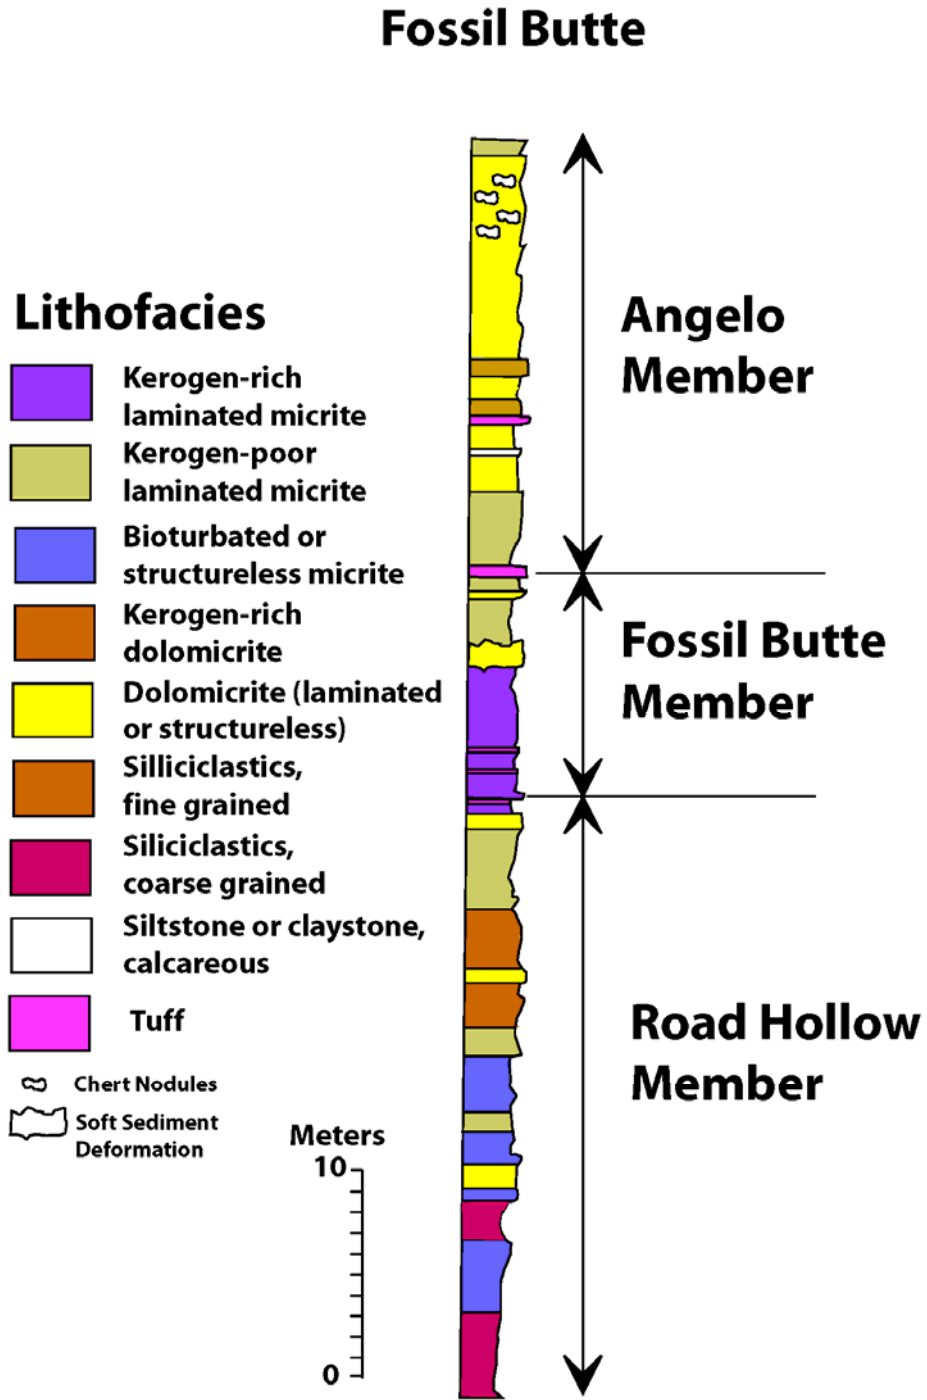 Fossil Butte
Lithofacies
Kerogen-rich
laminated micrite
Kerogen-poor
laminated micrite
Bioturbated or
structureless micrite
Kerogen-rich
dolomicrite
Dolomicrite (laminated
or structureless)
Silliciclastics,
fine grained
Siliciclastics,
coarse grained
Siltstone or claystone,
calcareous
Tuff
Chert Nodules
Soft Sediment
Deformation
Meters
10
0
Angelo
Member
Fossil Butte
Member
Road Hollow
Member